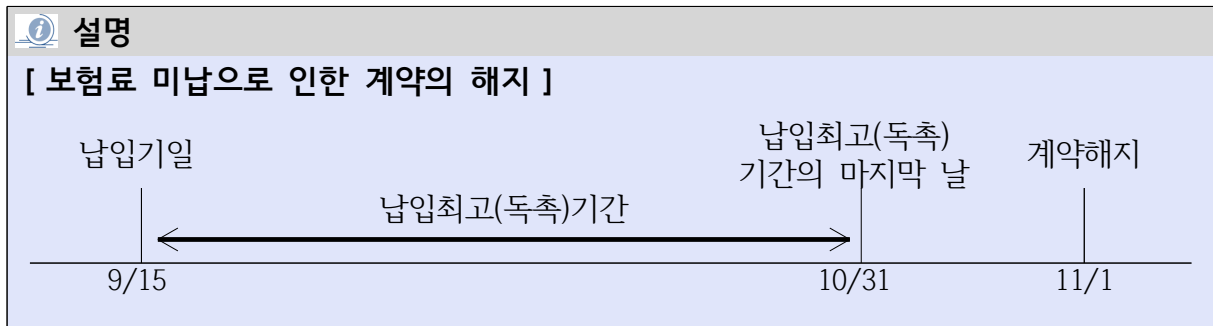 설명
[ 보험료 미납으로 인한 계약의 해지 ]
납입기일
납입최고(독촉)
기간의 마지막 날
계약해지
납입최고(독촉)기간
9/15
10/31
11/1